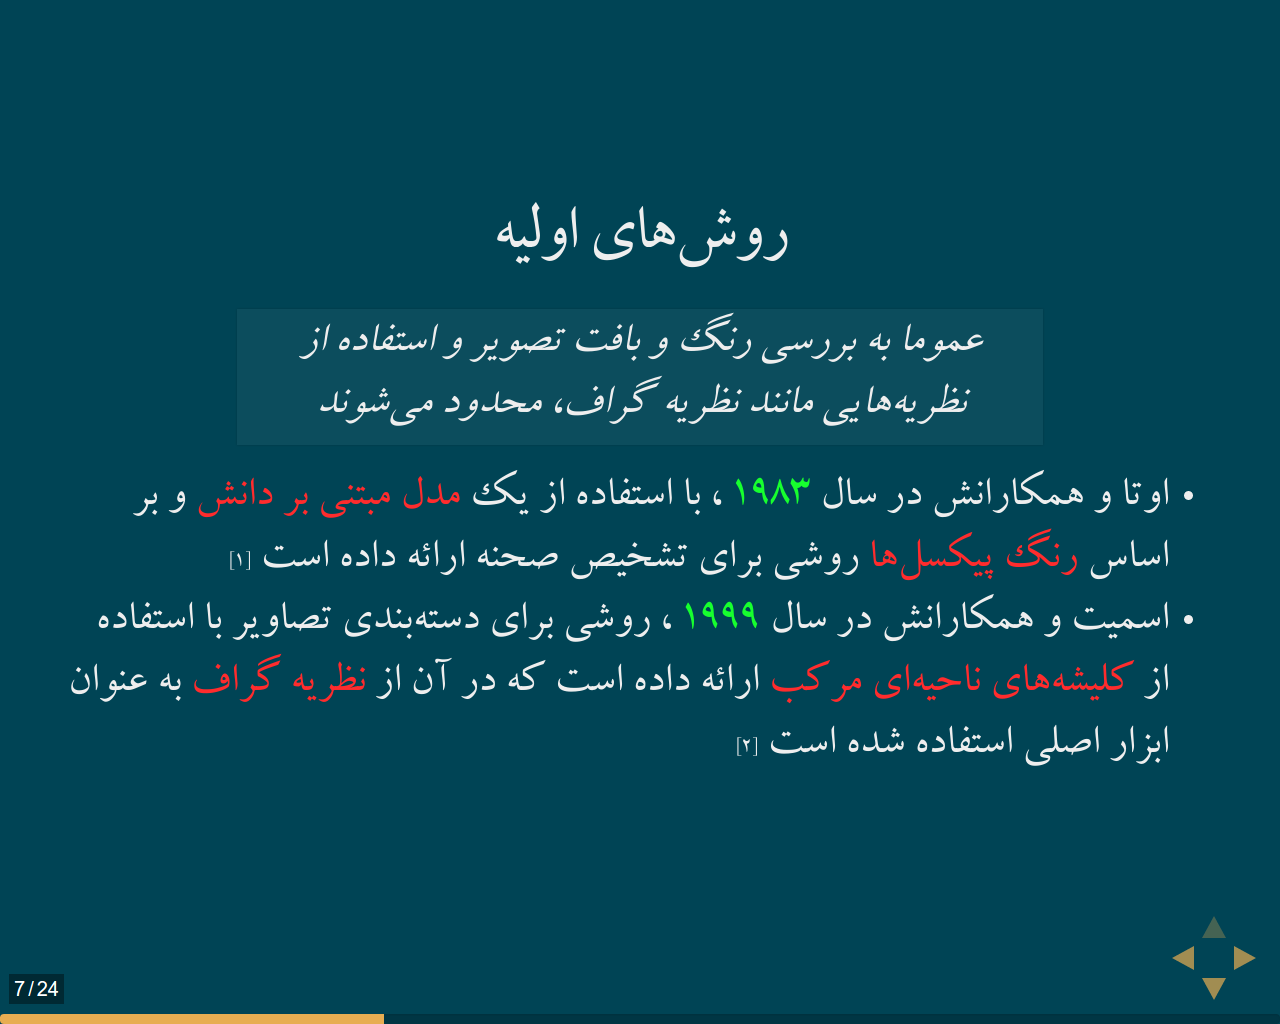 روش‌های اولیه
عموما به بررسی رنگ و بافت تصویر و استفاده از
نظریه‌هایی مانند نظریه گراف، محدود می‌شوند
• اوتا و همکارانش در سال ۱۹۸۳ ، با استفاده از یک مدل مبتنی بر دانش و بر
اساس رنگ پیکسل‌ها روشی برای تشخیص صحنه ارائه داده است [۱]
• اسمیت و همکارانش در سال ۱۹۹۹ ، روشی برای دسته‌بندی تصاویر با استفاده
از کلیشه‌های ناحیه‌ای مرکب ارائه داده است که در آن از نظریه گراف به عنوان
ابزار اصلی استفاده شده است [۲]
7 / 24